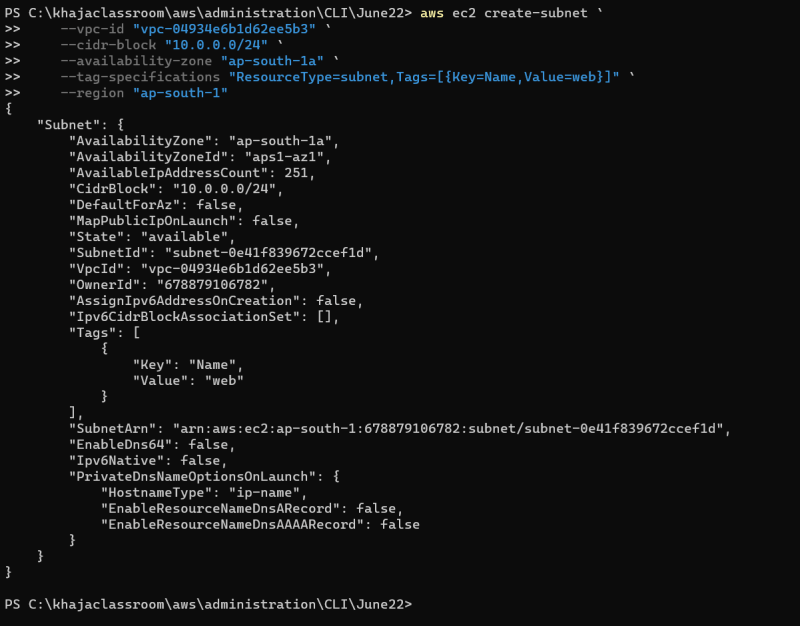 PS C:\khajaclassroom\aws\administration\CLI\June22> aws ec2 create-subnet `
>>     --vpc-id "vpc-04934e6b1d62ee5b3" `
>>     --cidr-block "10.0.0.0/24" `
>>     --availability-zone "ap-south-1a" `
>>     --tag-specifications "ResourceType=subnet,Tags=[{Key=Name,Value=web}]" `
>>     --region "ap-south-1"
{
    "Subnet": {
        "AvailabilityZone": "ap-south-1a",
        "AvailabilityZoneId": "aps1-az1",
        "AvailableIpAddressCount": 251,
        "CidrBlock": "10.0.0.0/24",
        "DefaultForAz": false,
        "MapPublicIpOnLaunch": false,
        "State": "available",
        "SubnetId": "subnet-0e41f839672ccef1d",
        "VpcId": "vpc-04934e6b1d62ee5b3",
        "OwnerId": "678879106782",
        "AssignIpv6AddressOnCreation": false,
        "Ipv6CidrBlockAssociationSet": [],
        "Tags": [
            {
                "Key": "Name",
                "Value": "web"
            }
        ],
        "SubnetArn": "arn:aws:ec2:ap-south-1:678879106782:subnet/subnet-0e41f839672ccef1d",
        "EnableDns64": false,
        "Ipv6Native": false,
        "PrivateDnsNameOptionsOnLaunch": {
            "HostnameType": "ip-name",
            "EnableResourceNameDnsARecord": false,
            "EnableResourceNameDnsAAAARecord": false
        }
    }
}
PS C:\khajaclassroom\aws\administration\CLI\June22>